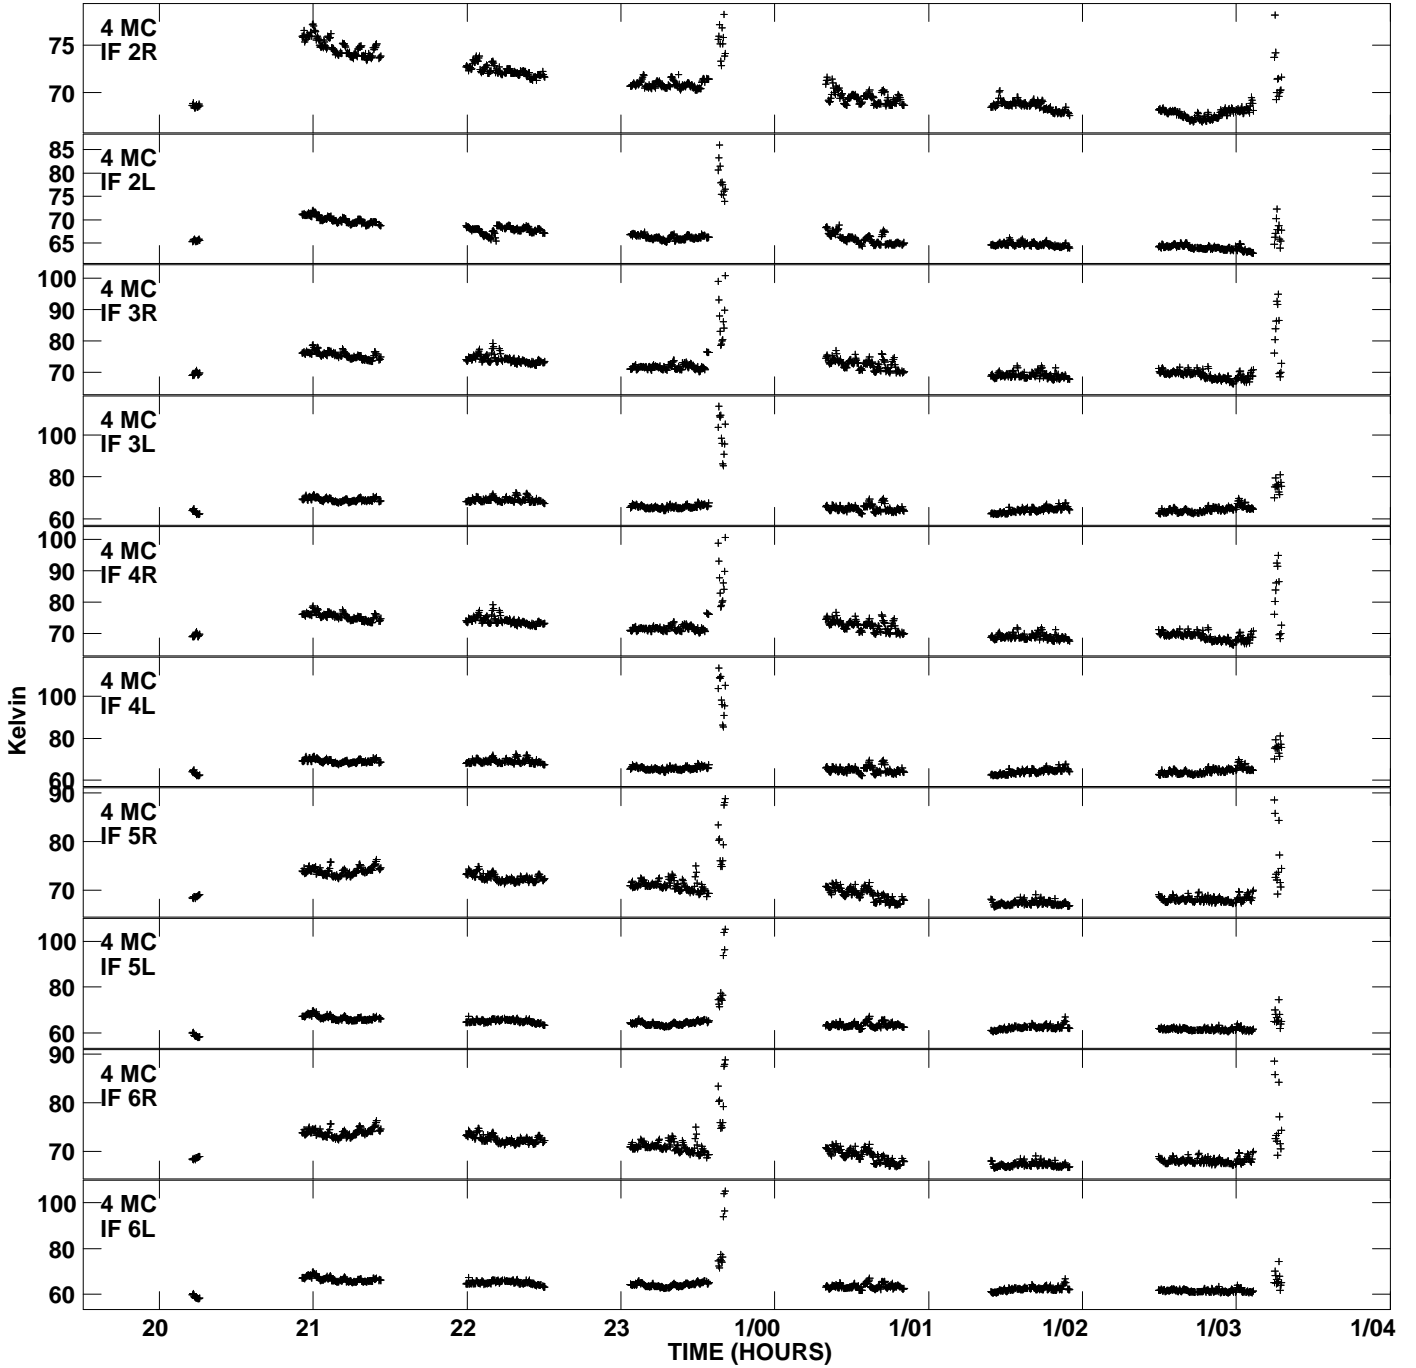 4 MC
IF 2R
75
70
4 MC
IF 2L
85
80
75
70
65
4 MC
IF 3R
100
90
80
70
4 MC
IF 3L
100
80
60
4 MC
IF 4R
100
90
80
70
4 MC
IF 4L
100
80
60
4 MC
IF 5R
90
80
70
4 MC
IF 5L
100
80
60
4 MC
IF 6R
90
80
70
4 MC
IF 6L
100
80
60
Kelvin
20 21 22 23 1/00 1/01 1/02 1/03 1/04
TIME (HOURS)